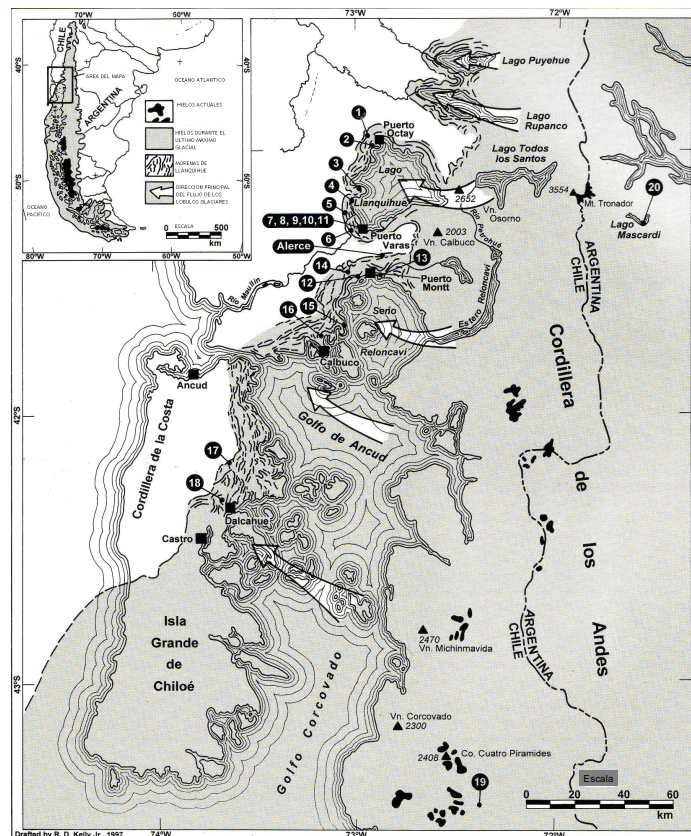 70°W
60°W
73°W
72°W
40°S
40°S
50°S
50°S
80°W
70°W
60°W
CHILE
AREA DEL MAPA
ARGENTINA
OCEANO ATLANTICO
OCEANO
PACIFICO
HIELOS ACTUALES
HIELOS DURANTE EL
ULTIMO MAXIMO
GLACIAL
MORENAS DE
LLANQUIHUE
DIRECCION PRINCIPAL
DEL FLUJO DE LOS
LOBULOS GLACIARES
ESCALA
0
500
km
Lago Puyehue
Lago
Rupanco
1
Puerto
Octay
2
Lago Todos
los Santos
3
Lago
Llanquihue
4
5
2652
Vn.
Osorno
3554
Mt. Tronador
20
Lago
Mascardi
7, 8, 9,10,11
6
Puerto
Varas
2003
Vn. Calbuco
Río Petrohué
Alerce
14
13
12
Puerto
Montt
Río Maullín
15
16
Seno
Reloncaví
Estero Reloncaví
ARGENTINA
CHILE
Calbuco
Ancud
42°S
Golfo de Ancud
Cordillera de la Costa
Cordillera
de
los
Andes
17
18
Dalcahue
Castro
Isla
Grande
de
Chiloé
2470
Vn. Michinmavida
ARGENTINA
CHILE
43°S
Golfo Corcovado
Vn. Corcovado
2300
2408
Co. Cuatro Piramides
19
Escala
0
20
40
60
km
74°W
73°W
72°W
Drafted by R. D. Kelly Jr., 1997